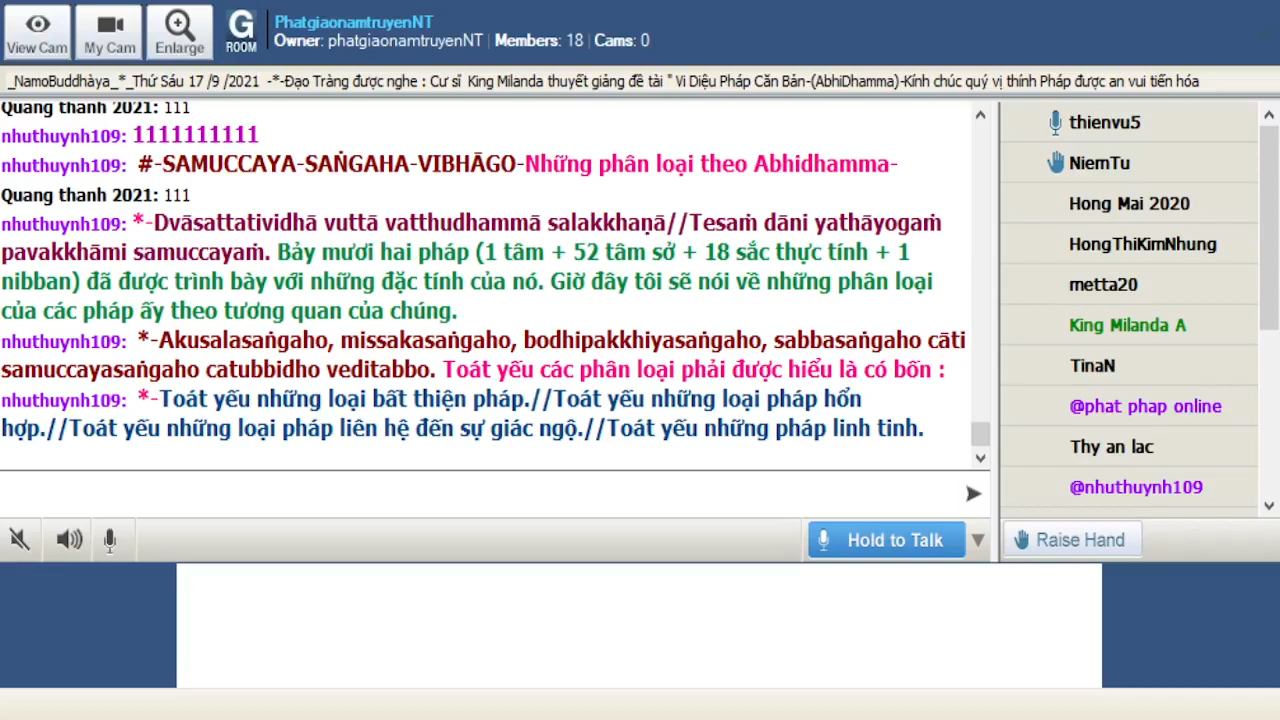 View Cam
My Cam
Enlarge
G
ROOM
PhatgiaonamtruyenNT
Owner: phatgiaonamtruyenNT | Members: 18 | Cams: 0
_NamoBuddhàya_*_Thứ Sáu 17 /9 /2021 -*-Đạo Tràng được nghe : Cư sĩ King Milanda thuyết giảng đề tài " Vi Diệu Pháp Căn Bản-(AbhiDhamma)-Kính chúc quý vị thính Pháp được an vui tiến hóa
Quang thanh 2021: 111
nhuthuynh109: 1111111111
nhuthuynh109: #-SAMUCCAYA-SAṄGAHA-VIBHĀGO-Những phân loại theo Abhidhamma-
Quang thanh 2021: 111
nhuthuynh109: *-Dvāsattatividhā vuttā vatthudhammā salakkhaṇā//Tesaṁ dāni yathāyogaṁ
pavakkhāmi samuccayaṁ. Bảy mươi hai pháp (1 tâm + 52 tâm sở + 18 sắc thực tính + 1
nibban) đã được trình bày với những đặc tính của nó. Giờ đây tôi sẽ nói về những phân loại
của các pháp ấy theo tương quan của chúng.
nhuthuynh109: *-Akusalasaṅgaho, missakasaṅgaho, bodhipakkhiyasaṅgaho, sabbasaṅgaho cāti
samuccayasaṅgaho catubbidho veditabbo. Toát yếu các phân loại phải được hiểu là có bốn :
nhuthuynh109: *-Toát yếu những loại bất thiện pháp.//Toát yếu những loại pháp hổn
hợp.//Toát yếu những loại pháp liên hệ đến sự giác ngộ.//Toát yếu những pháp linh tinh.
thienvu5
NiemTu
Hong Mai 2020
HongThiKimNhung
metta20
King Milanda A
TinaN
@phat phap online
Thy an lac
@nhuthuynh109
Hold to Talk
Raise Hand